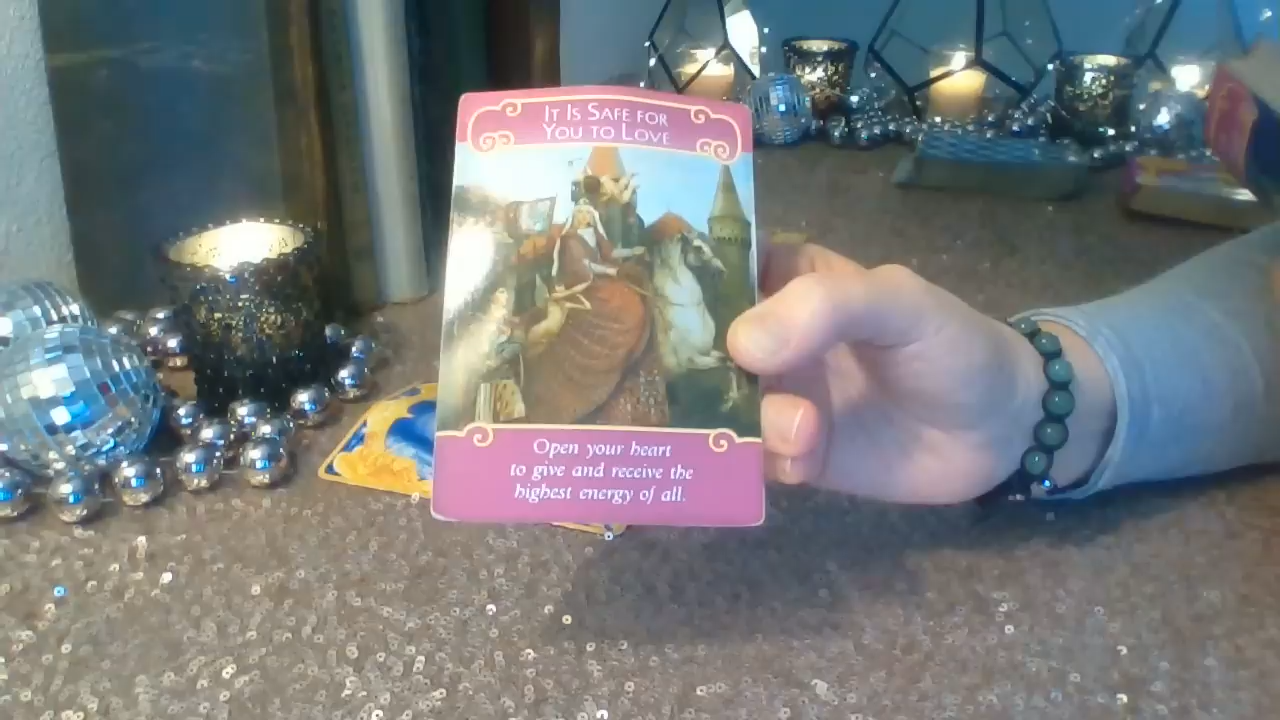 It Is Safe for
You to Love
Open your heart
to give and receive the
highest energy of all.